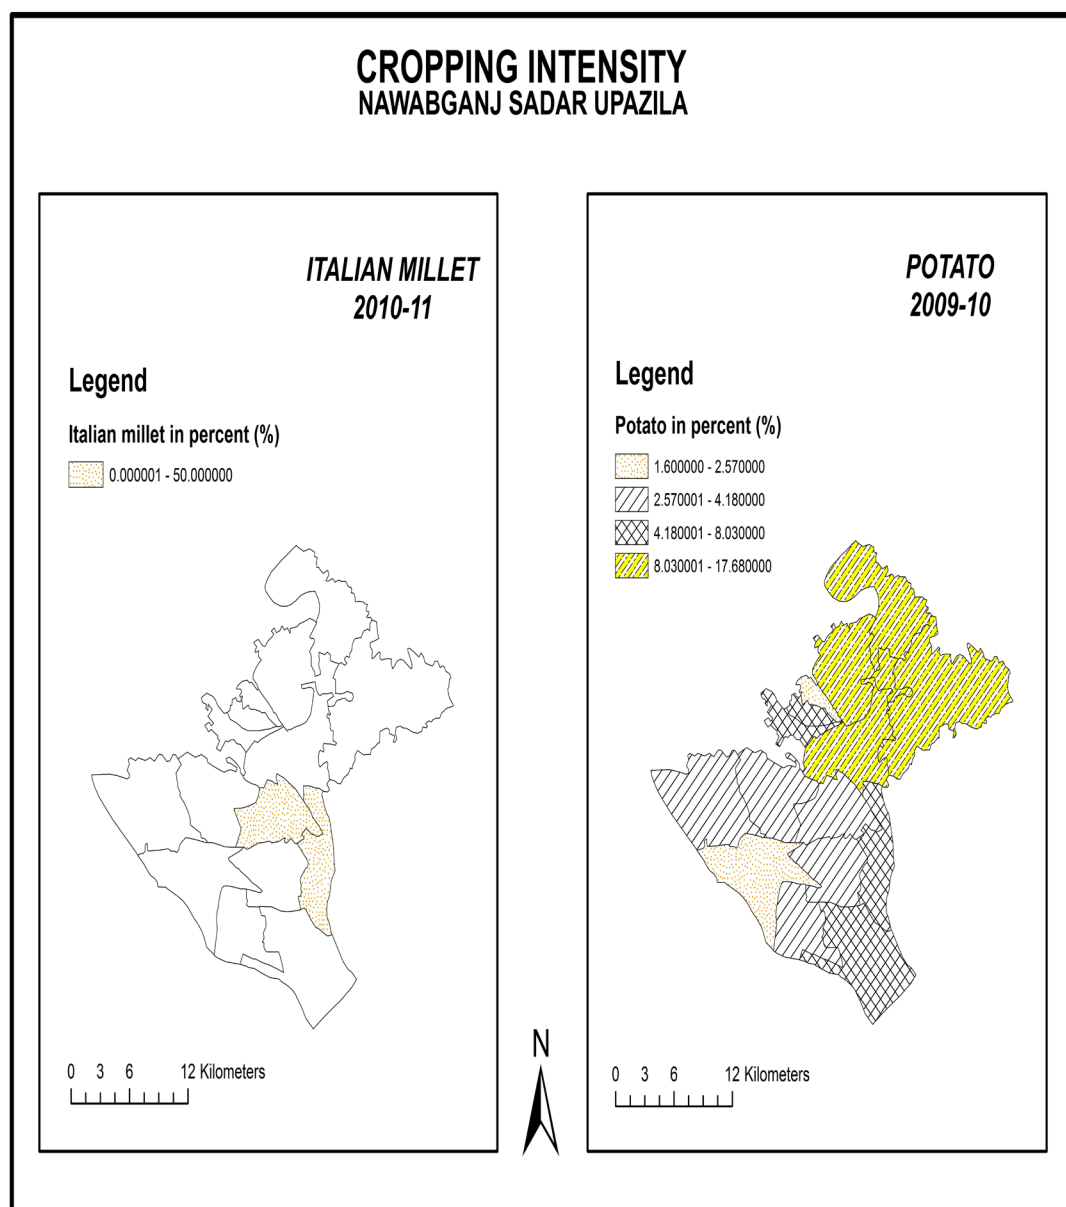 CROPPING INTENSITY
NAWABGANJ SADAR UPAZILA
ITALIAN MILLET
2010-11
Legend
Italian millet in percent (%)
0.000001 - 50.000000
0 3 6 12 Kilometers
N
POTATO
2009-10
Legend
Potato in percent (%)
1.600000 - 2.570000
2.570001 - 4.180000
4.180001 - 8.030000
8.030001 - 17.680000
0 3 6 12 Kilometers